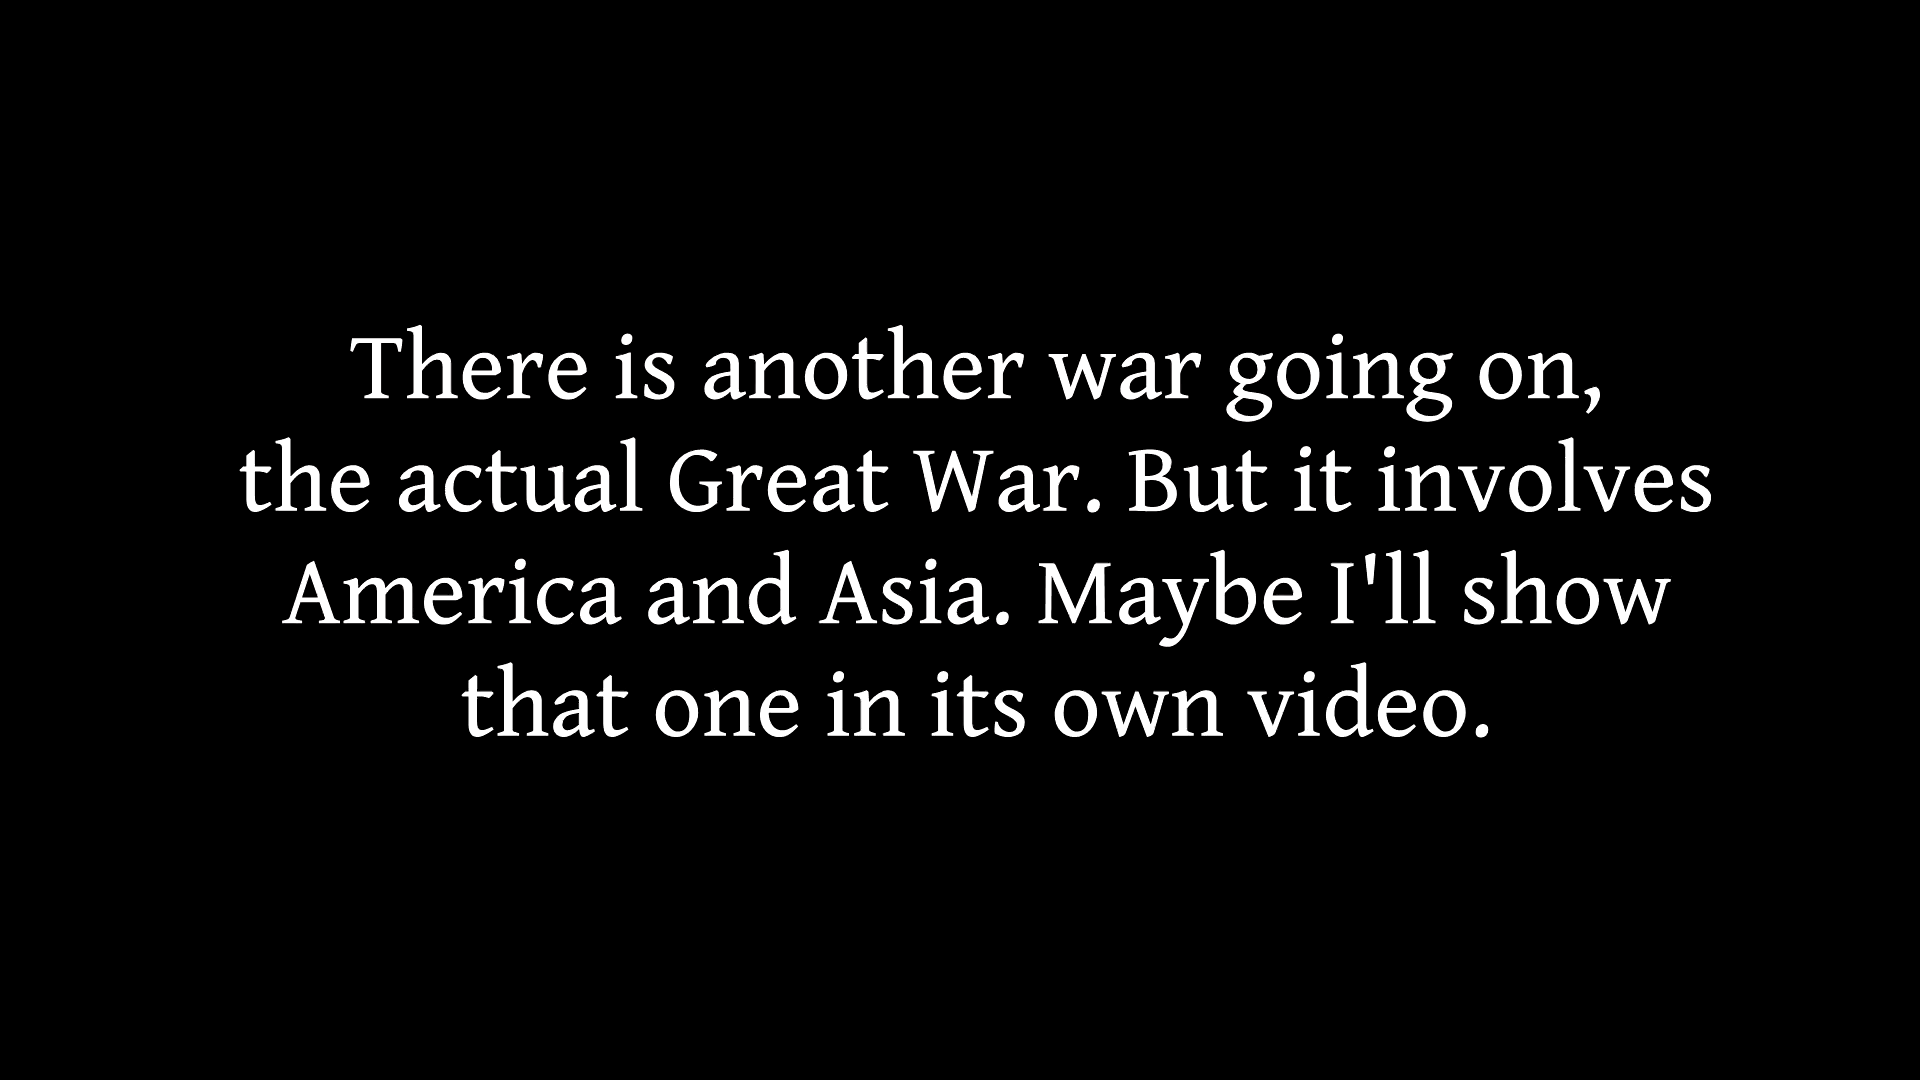 There is another war going on,
the actual Great War. But it involves
America and Asia. Maybe I'll show
that one in its own video.